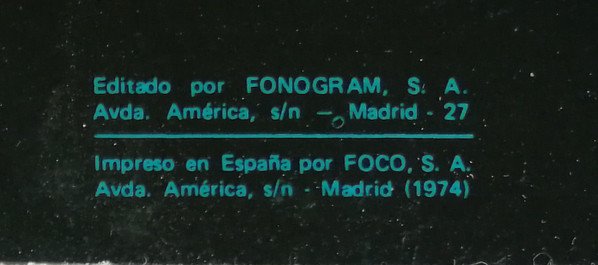 Editado por FONOGRAM, S. A.
Avda. América, s/n — Madrid - 27
Impreso en España por FOCO, S. A.
Avda. América, s/n - Madrid (1974)